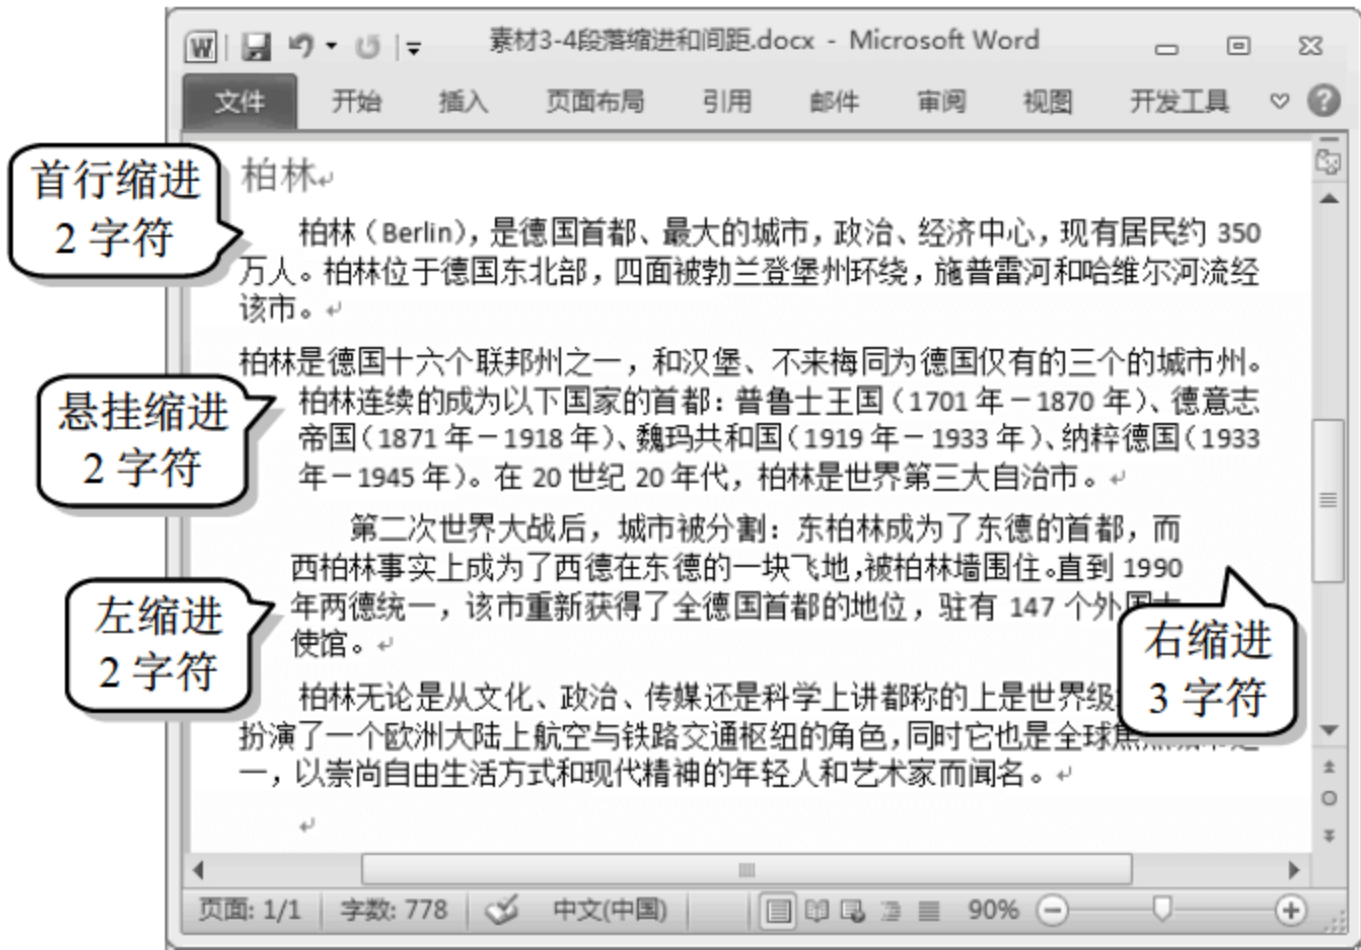 素材3-4段落缩进和间距.docx - Microsoft Word
文件 开始 插入 页面布局 引用 邮件 审阅 视图 开发工具
柏林
首行缩进
2 字符
柏林（Berlin），是德国首都、最大的城市，政治、经济中心，现有居民约 350
万人。柏林位于德国东北部，四面被勃兰登堡州环绕，施普雷河和哈维尔河流经
该市。
柏林是德国十六个联邦州之一，和汉堡、不来梅同为德国仅有的三个的城市州。
悬挂缩进
2 字符
柏林连续的成为以下国家的首都：普鲁士王国（1701 年－1870 年）、德意志
帝国（1871 年－1918 年）、魏玛共和国（1919 年－1933 年）、纳粹德国（1933
年－1945 年）。在 20 世纪 20 年代，柏林是世界第三大自治市。
第二次世界大战后，城市被分割：东柏林成为了东德的首都，而
西柏林事实上成为了西德在东德的一块飞地，被柏林墙围住。直到 1990
左缩进
2 字符
年两德统一，该市重新获得了全德国首都的地位，驻有 147 个外国大
使馆。
右缩进
3 字符
柏林无论是从文化、政治、传媒还是科学上讲都称的上是世界级
扮演了一个欧洲大陆上航空与铁路交通枢纽的角色，同时它也是全球
一，以崇尚自由生活方式和现代精神的年轻人和艺术家而闻名。
页面: 1/1 字数: 778 中文(中国) 90%